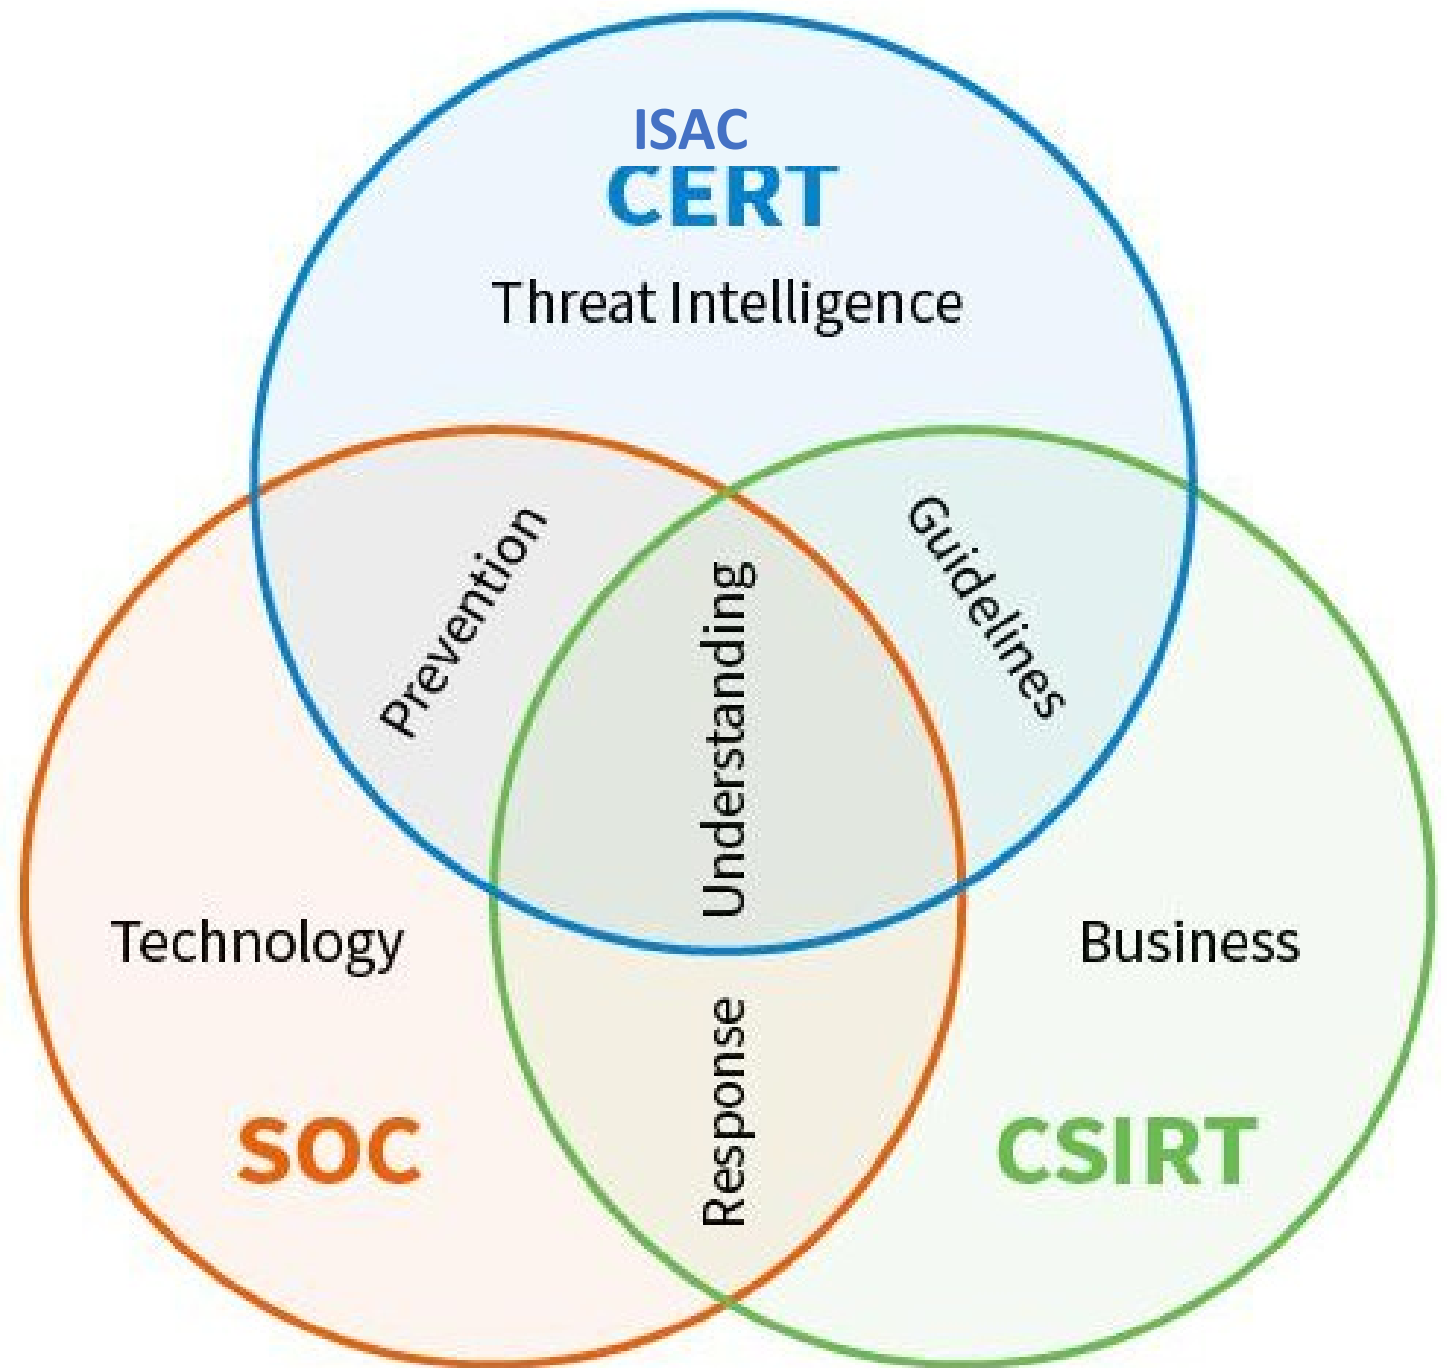 ISAC
CERT
Threat Intelligence
Prevention
Understanding
Guidelines
Technology
Business
Response
SOC
CSIRT